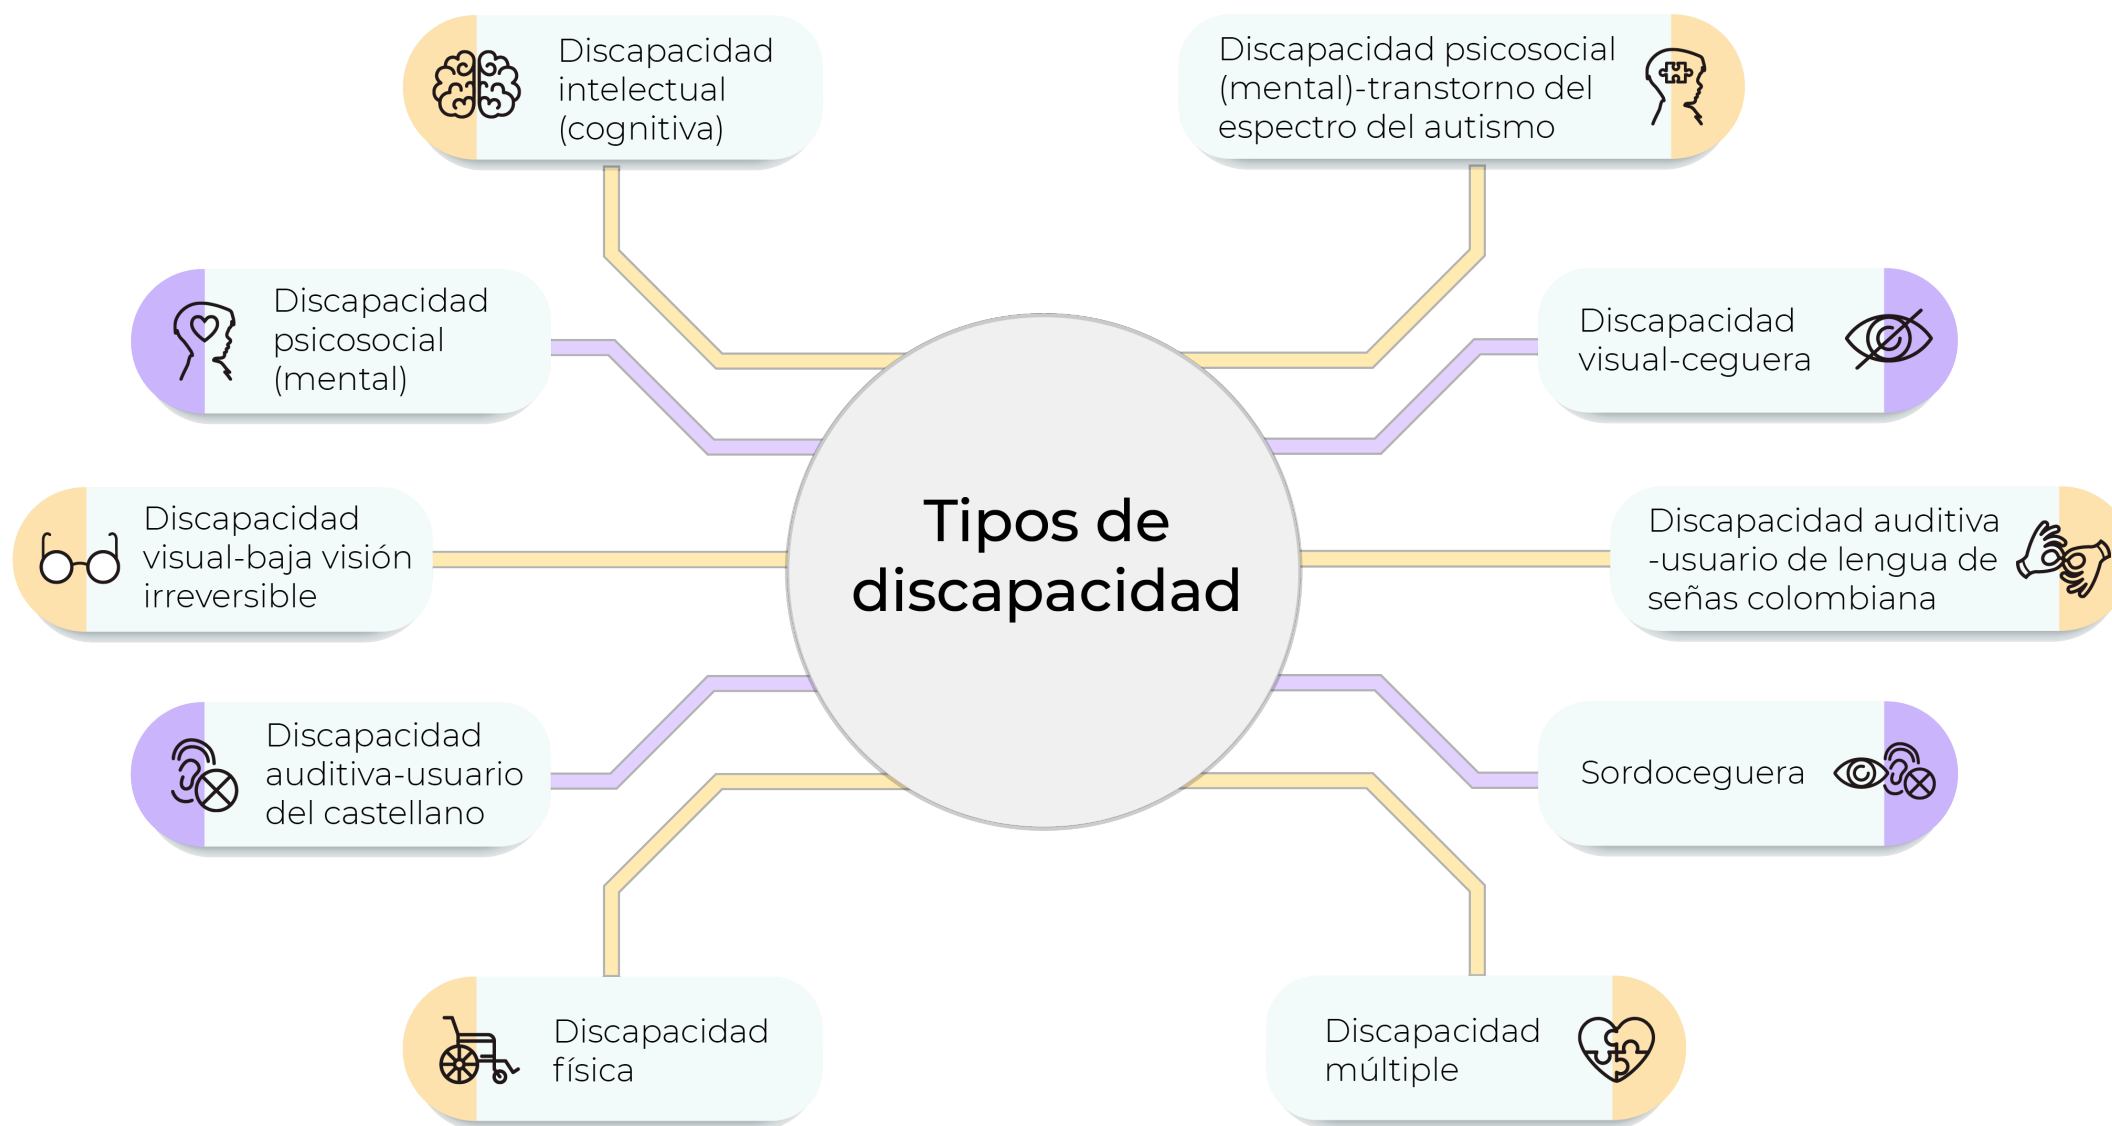 Discapacidad
intelectual
(cognitiva)
Discapacidad psicosocial
(mental)-transtorno del
espectro del autismo
Discapacidad
psicosocial
(mental)
Discapacidad
visual-ceguera
Tipos de
discapacidad
Discapacidad
visual-baja visión
irreversible
Discapacidad auditiva
-usuario de lengua de
señas colombiana
Discapacidad
auditiva-usuario
del castellano
Sordoceguera
Discapacidad
física
Discapacidad
múltiple